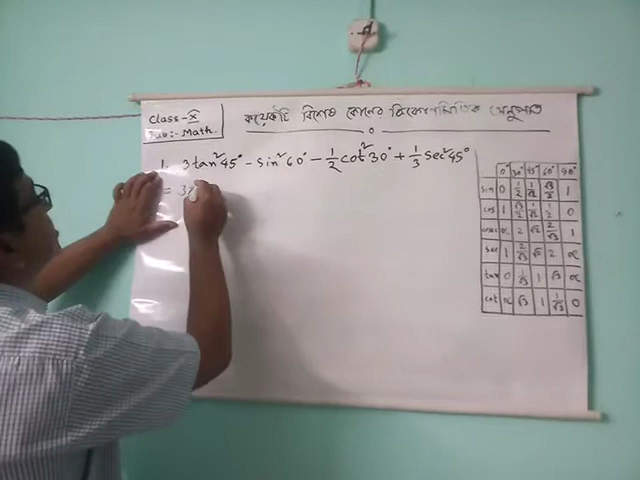 Class - X
Sub:- Math.
কয়েকটি বিশেষ কোনের ত্রিকোণমিতিক অনুপাত
1. 3tan²45° - sin²60° - 1/2 cot²30° + 1/3 sec²45°
= 3
0° 30° 45° 60° 90°
sin 0 1/2 1/√2 √3/2 1
cos 1 √3/2 1/√2 1/2 0
cosec ∝ 2 √2 2/√3 1
sec 1 2/√3 √2 2 ∝
tan 0 1/√3 1 √3 ∝
cot ∝ √3 1 1/√3 0